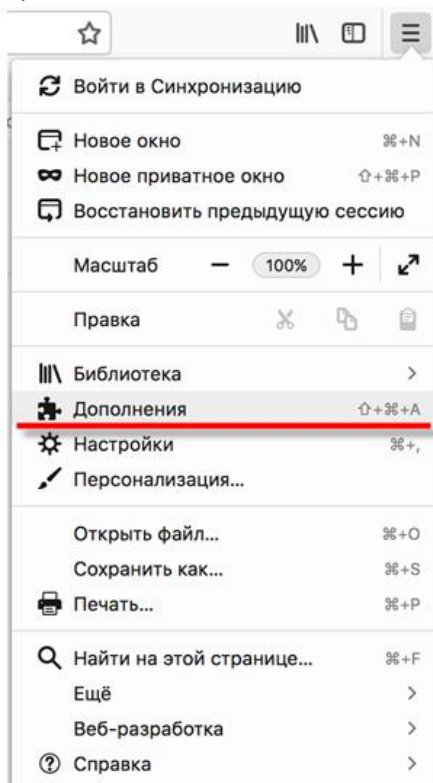 Войти в Синхронизацию
Новое окно ⌘+N
Новое приватное окно ⇧+⌘+P
Восстановить предыдущую сессию
Масштаб − 100% +
Правка
Библиотека >
Дополнения ⇧+⌘+A
Настройки ⌘+,
Персонализация...
Открыть файл... ⌘+O
Сохранить как... ⌘+S
Печать... ⌘+P
Найти на этой странице... ⌘+F
Ещё >
Веб-разработка >
Справка >